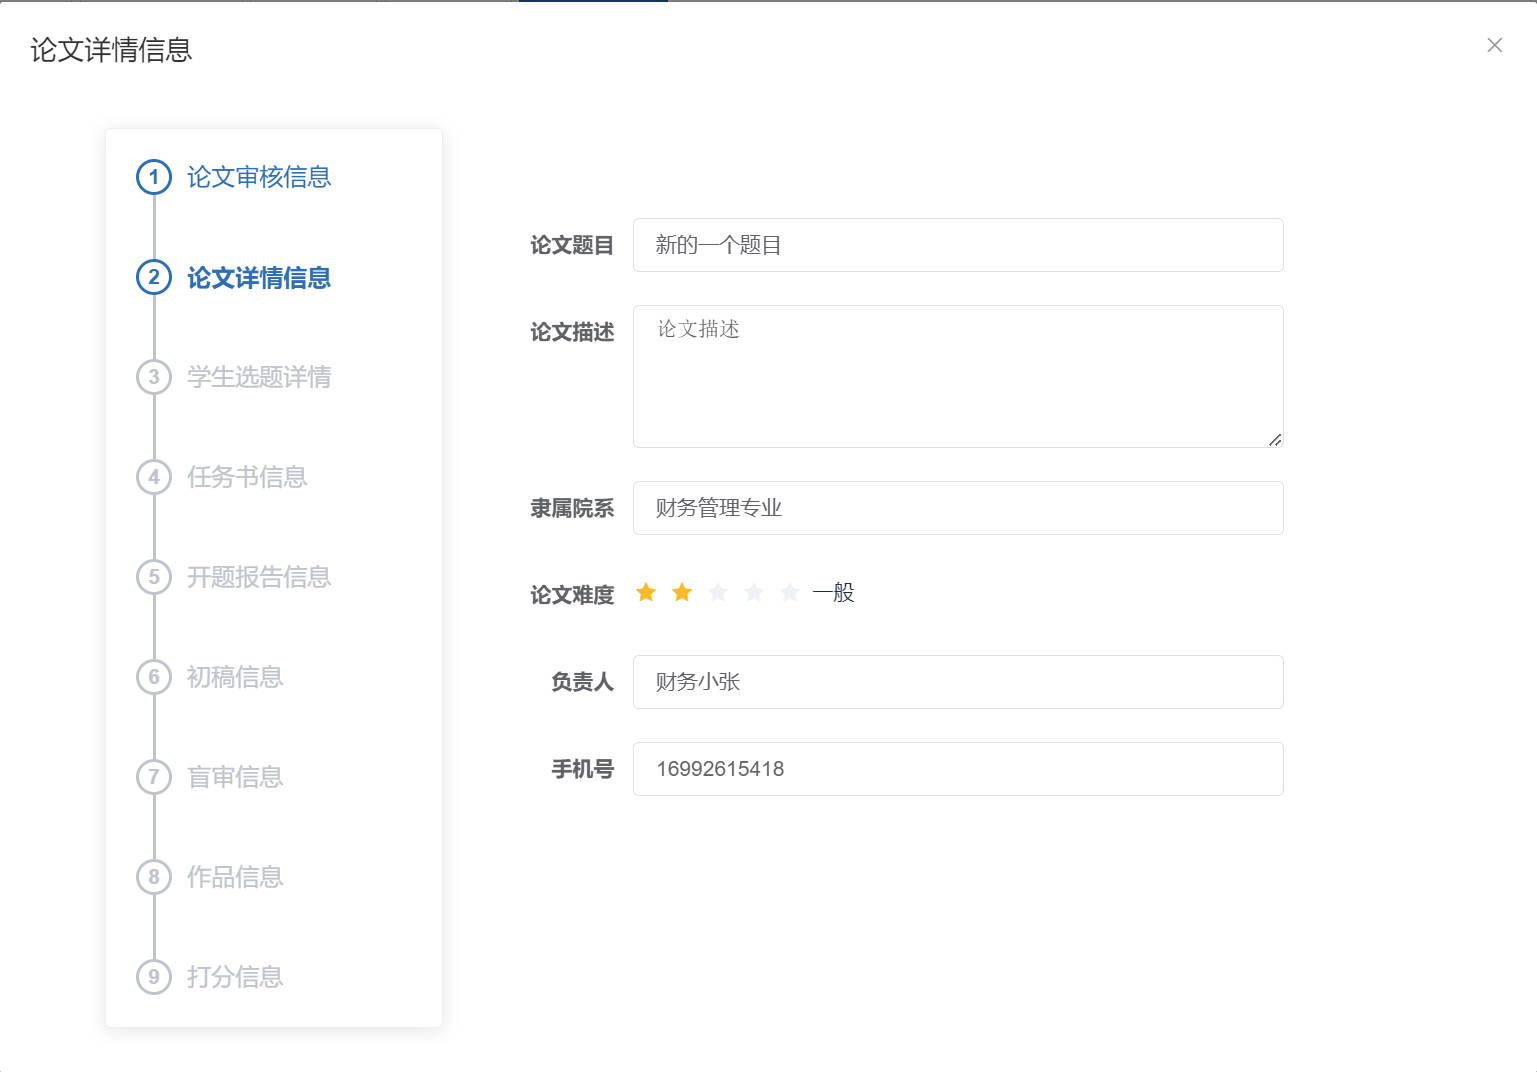 论文详情信息
1 论文审核信息
2 论文详情信息
3 学生选题详情
4 任务书信息
5 开题报告信息
6 初稿信息
7 盲审信息
8 作品信息
9 打分信息
论文题目 新的一个题目
论文描述 论文描述
隶属院系 财务管理专业
论文难度 一般
负责人 财务小张
手机号 16992615418